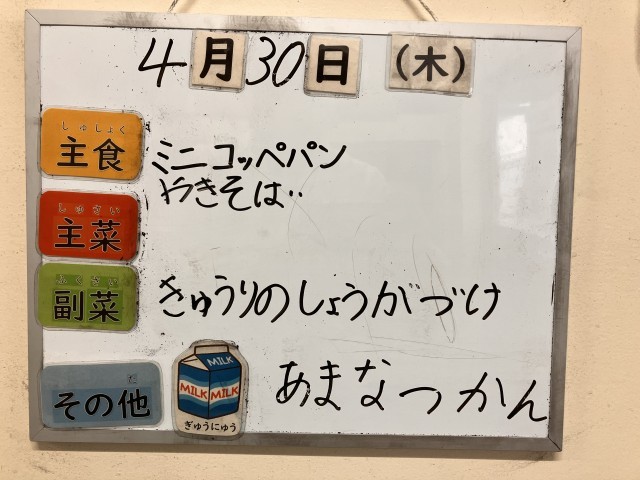 4月30日(木)
しゅしょく
主食
ミニコッペパン
やきそば
しゅさい
主菜
ふくさい
副菜
きゅうりのしょうがづけ
た
その他
MILK
MILK MILK
ぎゅうにゅう
あまなつかん